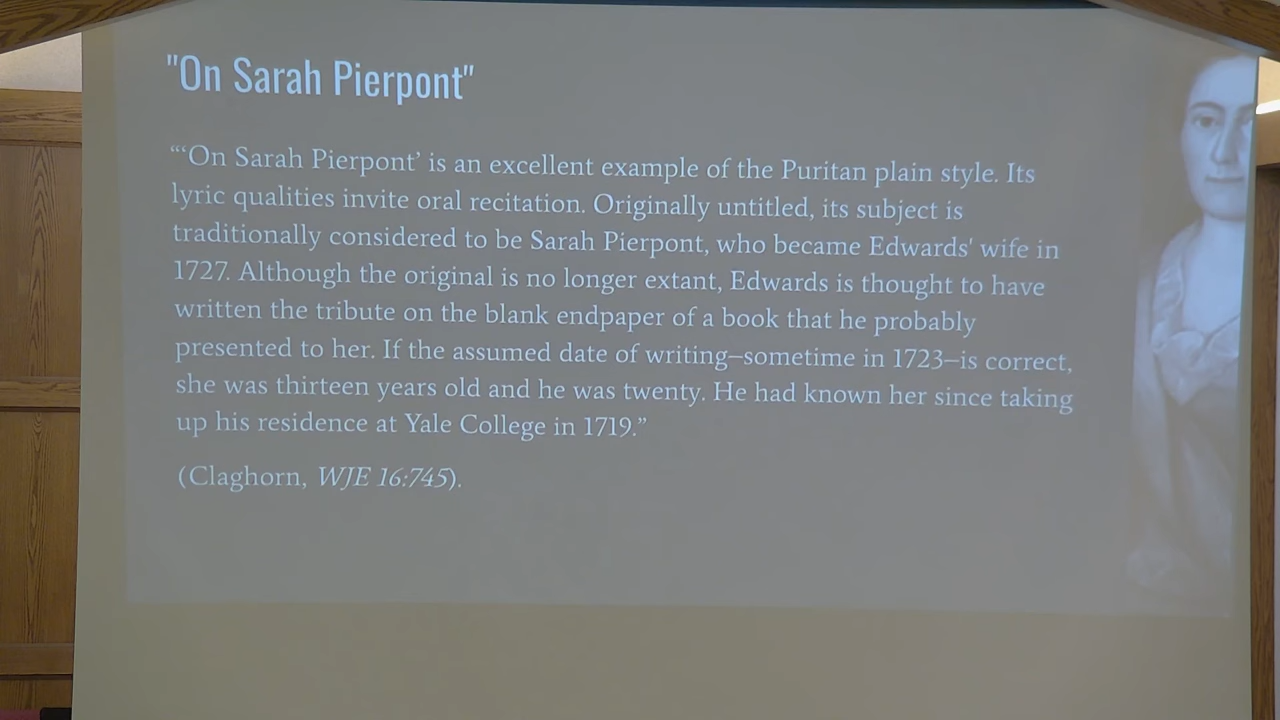 "On Sarah Pierpont"
“‘On Sarah Pierpont’ is an excellent example of the Puritan plain style. Its
lyric qualities invite oral recitation. Originally untitled, its subject is
traditionally considered to be Sarah Pierpont, who became Edwards' wife in
1727. Although the original is no longer extant, Edwards is thought to have
written the tribute on the blank endpaper of a book that he probably
presented to her. If the assumed date of writing—sometime in 1723—is correct,
she was thirteen years old and he was twenty. He had known her since taking
up his residence at Yale College in 1719.”
(Claghorn, WJE 16:745).